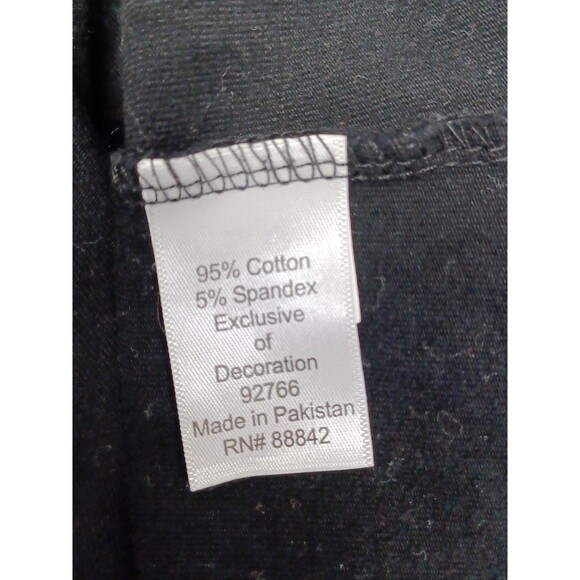 95% Cotton
5% Spandex
Exclusive
of
Decoration
92766
Made in Pakistan
RN# 88842